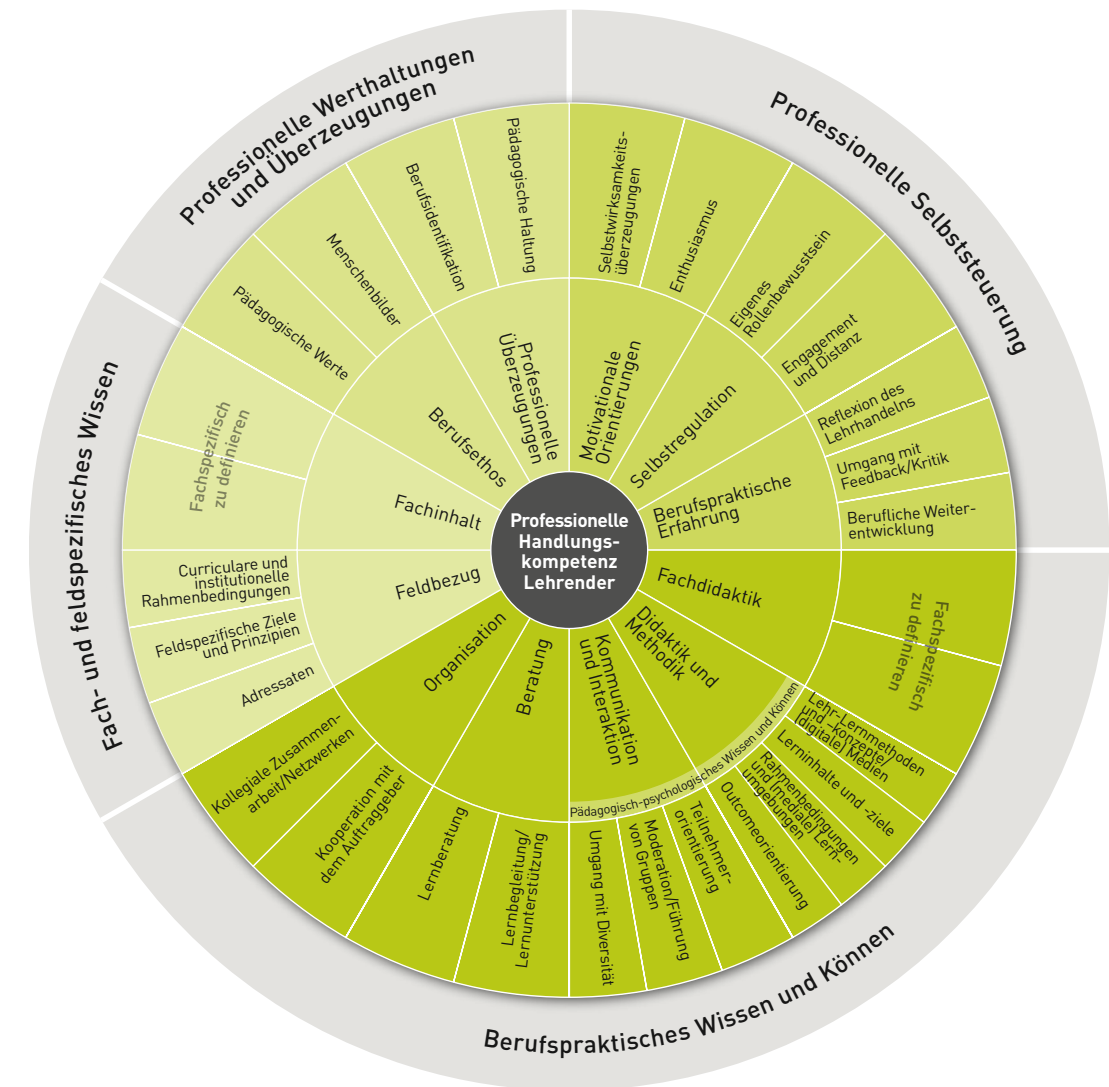 Professionelle Werthaltungen
und Überzeugungen
Professionelle Selbststeuerung
Fach- und feldspezifisches Wissen
Berufspraktisches Wissen und Können
Professionelle
Handlungs-
kompetenz
Lehrender
Motivationale
Orientierungen
Selbstregulation
Berufspraktische
Erfahrung
Fachdidaktik
Didaktik und
Methodik
Kommunikation
und Interaktion
Beratung
Organisation
Feldbezug
Fachinhalt
Berufsethos
Professionelle
Überzeugungen
Selbstwirksamkeits-
überzeugungen
Enthusiasmus
Eigenes
Rollenbewusstsein
Engagement
und Distanz
Reflexion des
Lehrhandelns
Umgang mit
Feedback/Kritik
Berufliche Weiter-
entwicklung
Fachspezifisch
zu definieren
Pädagogisch-psychologisches Wissen und Können
Lehr-Lernmethoden
und -konzepte/
(digitale) Medien
Lerninhalte und -ziele
Rahmenbedingungen
und (mediale) Lern-
umgebungen
Outcomeorientierung
Teilnehmer-
orientierung
Moderation/Führung
von Gruppen
Umgang mit Diversität
Lernbegleitung/
Lernunterstützung
Lernberatung
Kooperation mit
dem Auftraggeber
Kollegiale Zusammen-
arbeit/Netzwerken
Adressaten
Feldspezifische Ziele
und Prinzipien
Curriculare und
institutionelle
Rahmenbedingungen
Fachspezifisch
zu definieren
Pädagogische Werte
Menschenbilder
Berufsidentifikation
Pädagogische Haltung